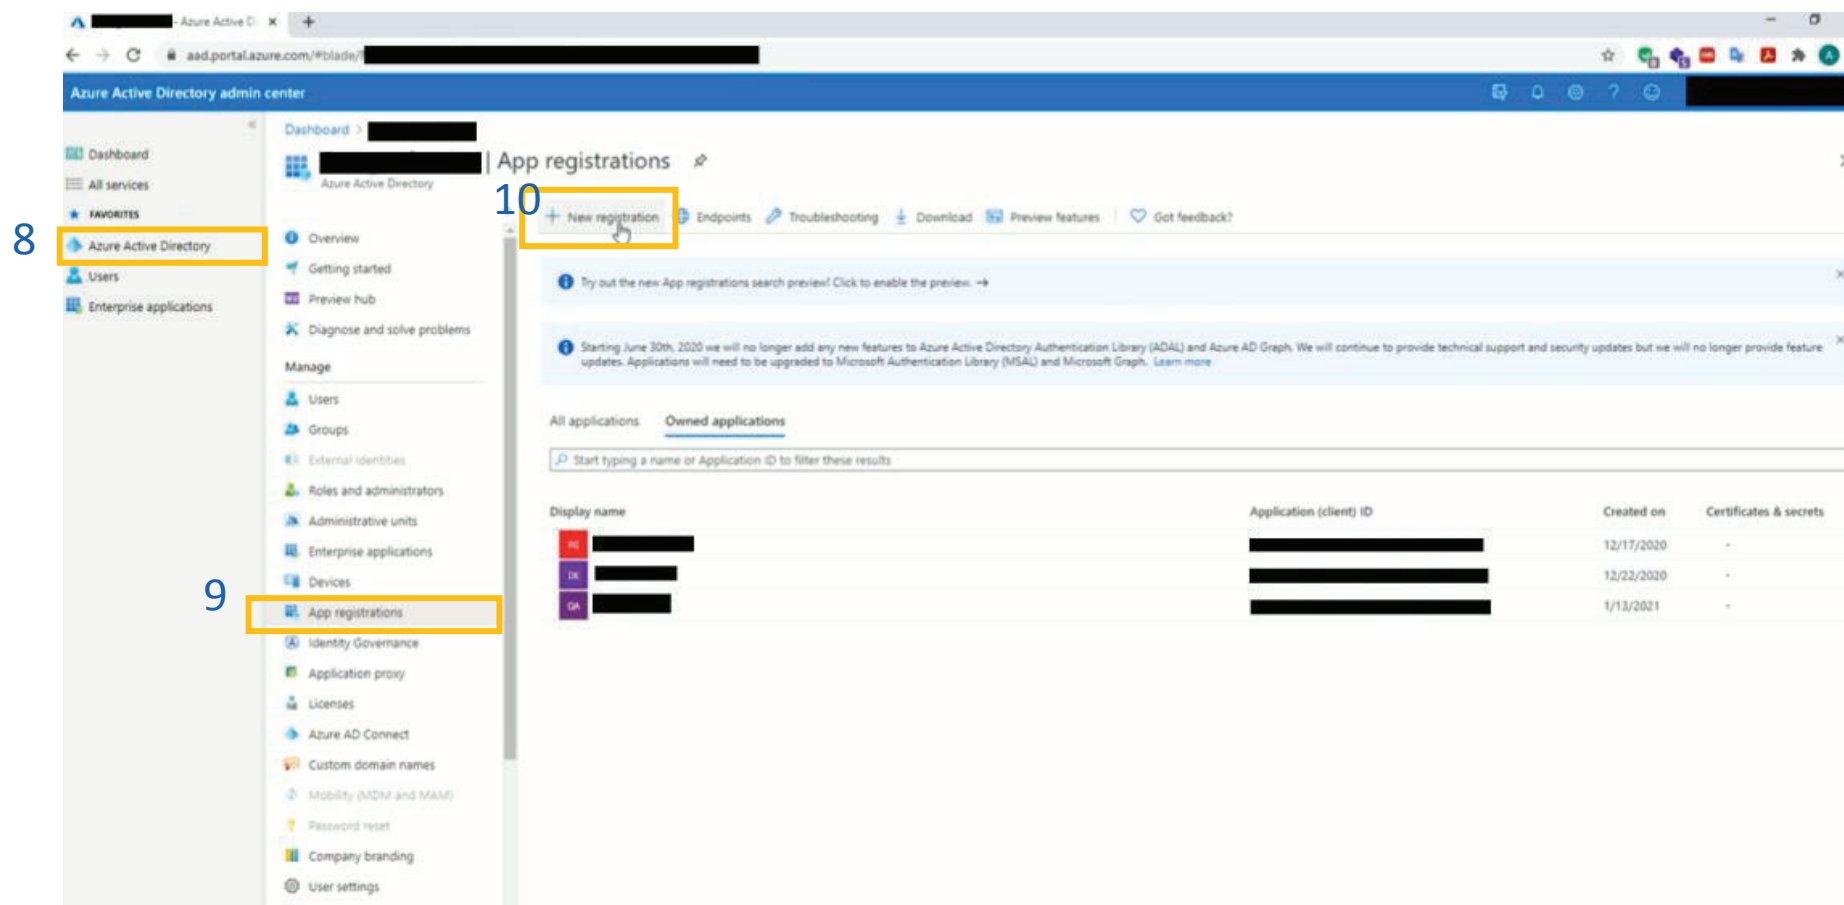 - Azure Active D
aad.portal.azure.com/#blade/
Azure Active Directory admin center
Dashboard
All services
FAVORITES
8
Azure Active Directory
Users
Enterprise applications
Dashboard >
| App registrations
Azure Active Directory
10
New registration
Endpoints
Troubleshooting
Download
Preview features
Got feedback?
Overview
Getting started
Preview hub
Diagnose and solve problems
Manage
Users
Groups
External Identities
Roles and administrators
Administrative units
Enterprise applications
Devices
9
App registrations
Identity Governance
Application proxy
Licenses
Azure AD Connect
Custom domain names
Mobility (MDM and MAM)
Password reset
Company branding
User settings
Try out the new App registrations search preview! Click to enable the preview. →
Starting June 30th, 2020 we will no longer add any new features to Azure Active Directory Authentication Library (ADAL) and Azure AD Graph. We will continue to provide technical support and security updates but we will no longer provide feature
updates. Applications will need to be upgraded to Microsoft Authentication Library (MSAL) and Microsoft Graph. Learn more
All applications
Owned applications
Start typing a name or Application ID to filter these results
Display name
Application (client) ID
Created on
Certificates & secrets
12/17/2020
-
DE
12/22/2020
-
QA
1/13/2021
-